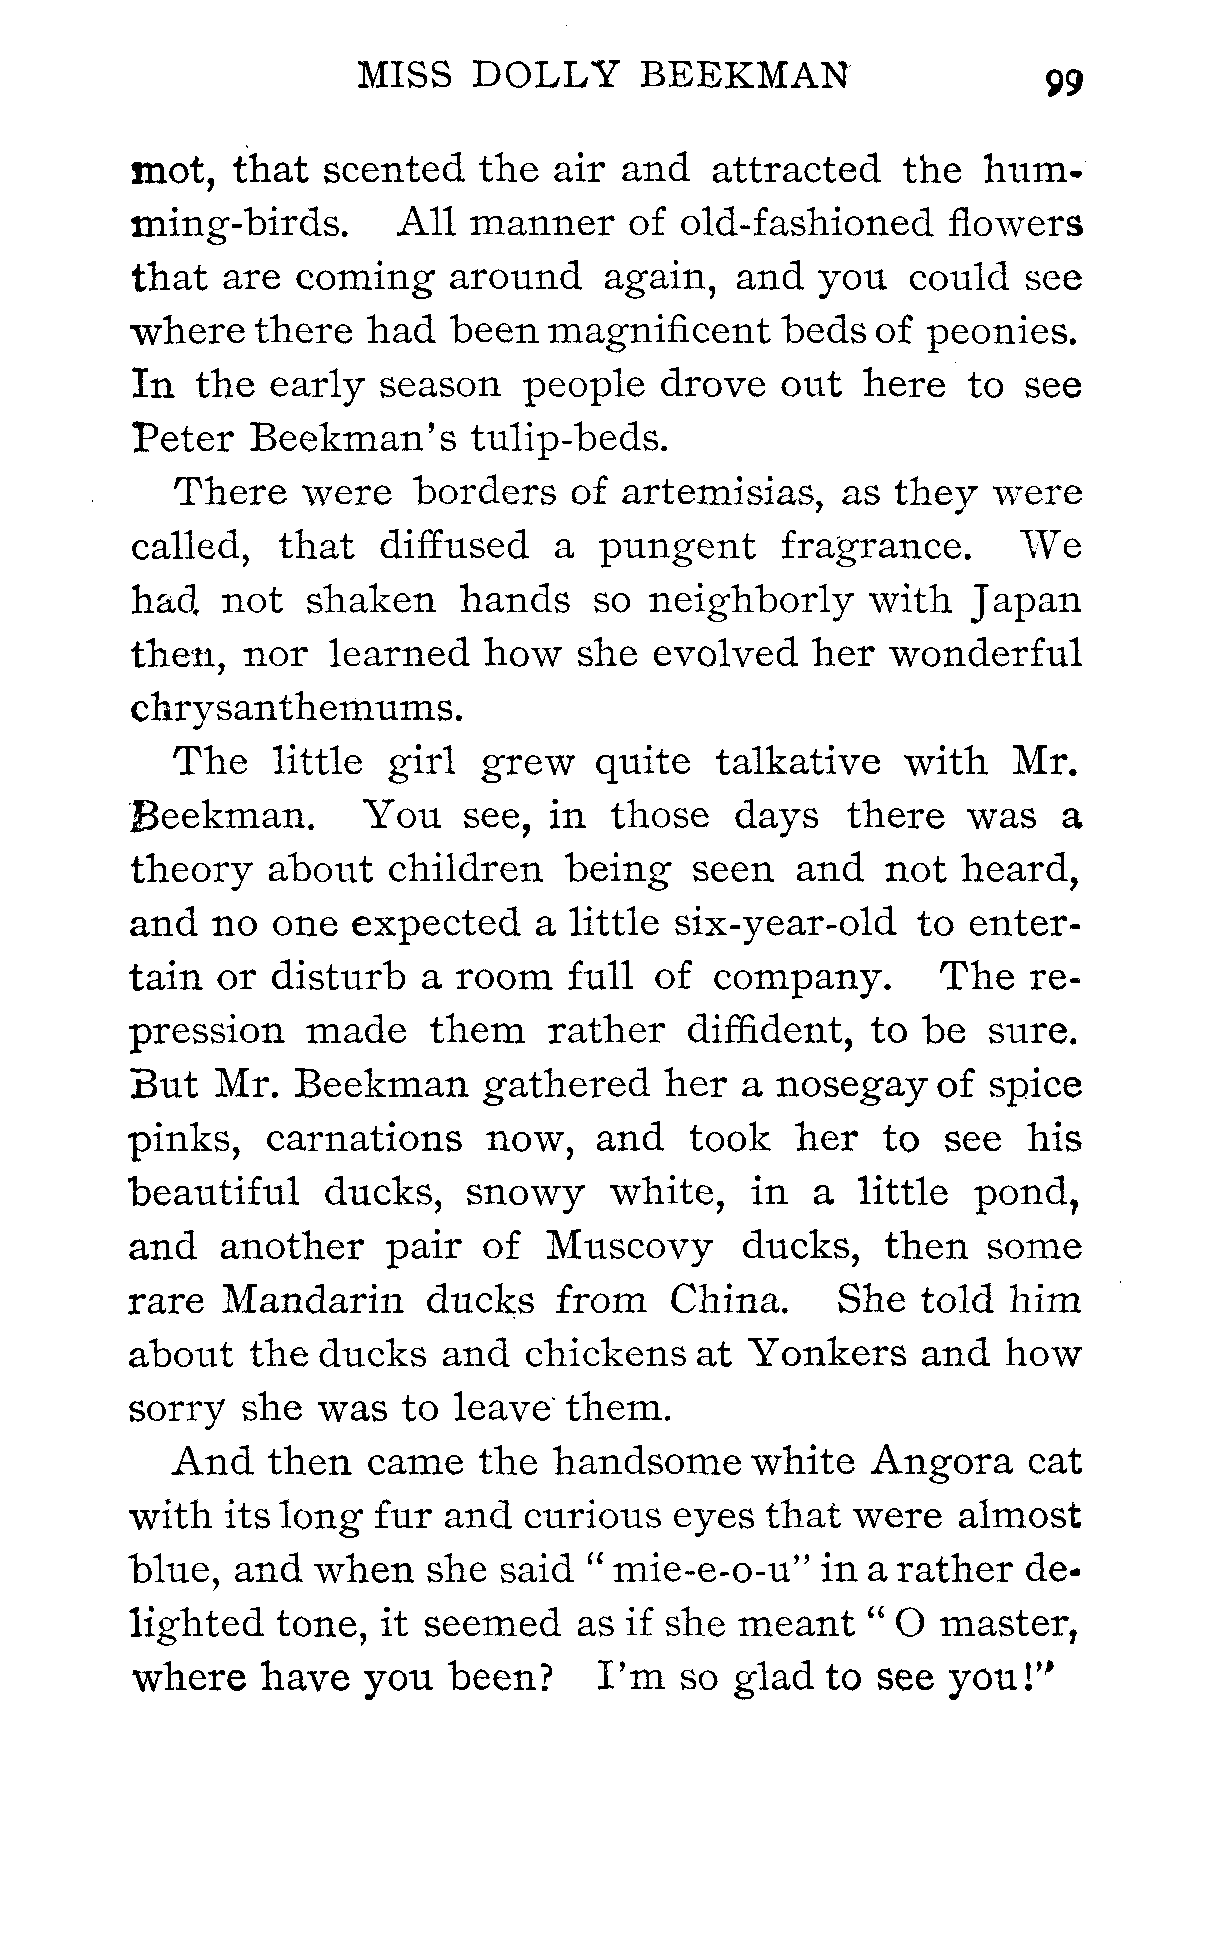 MISS DOLLY BEEKMAN 99
mot, that scented the air and attracted the hum-
ming-birds. All manner of old-fashioned flowers
that are coming around again, and you could see
where there had been magnificent beds of peonies.
In the early season people drove out here to see
Peter Beekman's tulip-beds.
There were borders of artemisias, as they were
called, that diffused a pungent fragrance. We
had not shaken hands so neighborly with Japan
then, nor learned how she evolved her wonderful
chrysanthemums.
The little girl grew quite talkative with Mr.
Beekman. You see, in those days there was a
theory about children being seen and not heard,
and no one expected a little six-year-old to enter-
tain or disturb a room full of company. The re-
pression made them rather diffident, to be sure.
But Mr. Beekman gathered her a nosegay of spice
pinks, carnations now, and took her to see his
beautiful ducks, snowy white, in a little pond,
and another pair of Muscovy ducks, then some
rare Mandarin ducks from China. She told him
about the ducks and chickens at Yonkers and how
sorry she was to leave them.
And then came the handsome white Angora cat
with its long fur and curious eyes that were almost
blue, and when she said "mie-e-o-u" in a rather de-
lighted tone, it seemed as if she meant "O master,
where have you been? I'm so glad to see you!"